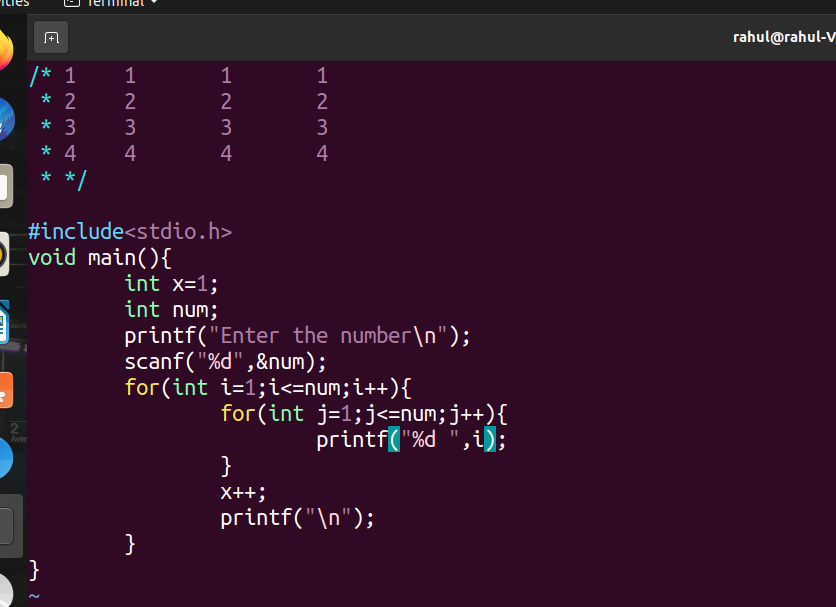 Terminal
rahul@rahul-V
/* 1    1       1       1
 * 2    2       2       2
 * 3    3       3       3
 * 4    4       4       4
 * */
#include<stdio.h>
void main(){
        int x=1;
        int num;
        printf("Enter the number\n");
        scanf("%d",&num);
        for(int i=1;i<=num;i++){
                for(int j=1;j<=num;j++){
                        printf("%d ",i);
                }
                x++;
                printf("\n");
        }
}
~